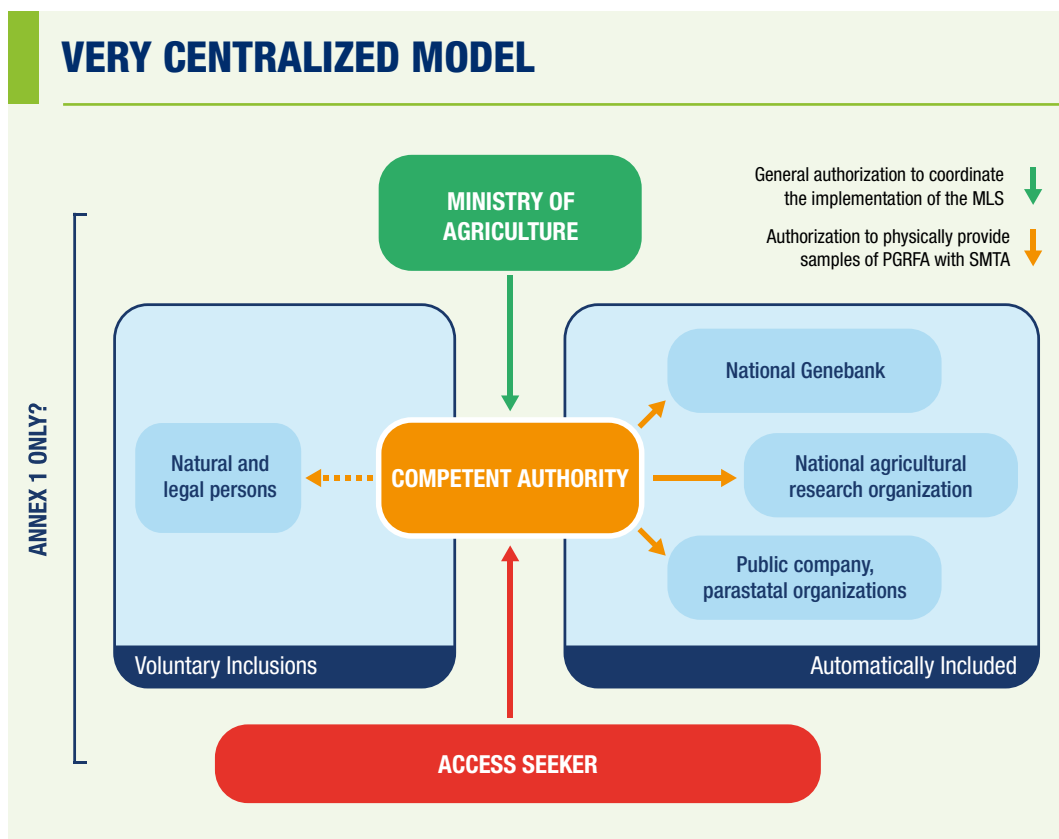 VERY CENTRALIZED MODEL
General authorization to coordinate
the implementation of the MLS
Authorization to physically provide
samples of PGRFA with SMTA
MINISTRY OF
AGRICULTURE
ANNEX 1 ONLY?
Natural and
legal persons
COMPETENT AUTHORITY
National Genebank
National agricultural
research organization
Public company,
parastatal organizations
Voluntary Inclusions
Automatically Included
ACCESS SEEKER